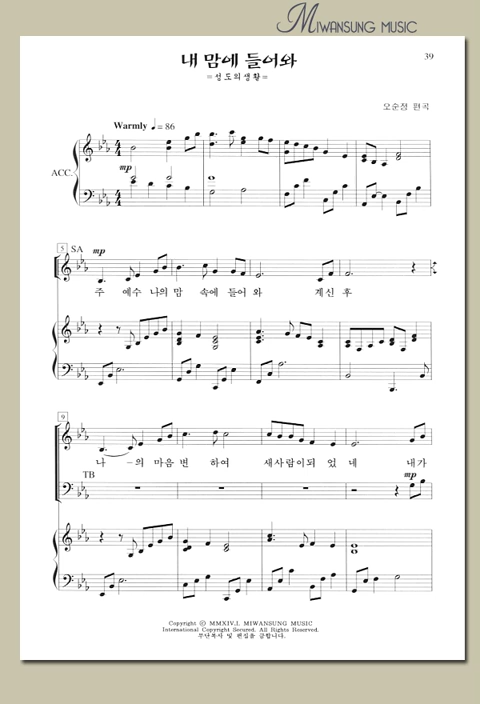 MIWANSUNG MUSIC
내 맘에 들어와
39
=성도의생활=
오순정 편곡
Warmly ♩= 86
ACC.
mp
5
SA
mp
주 예수 나의 맘 속에 들어 와 계신 후
9
나 -의 마음 변 하여 새사람이되 었 네 내가
TB
mp
Copyright © MMXIV.I. MIWANSUNG MUSIC
International Copyright Secured. All Rights Reserved.
무단복사 및 편집을 금합니다.